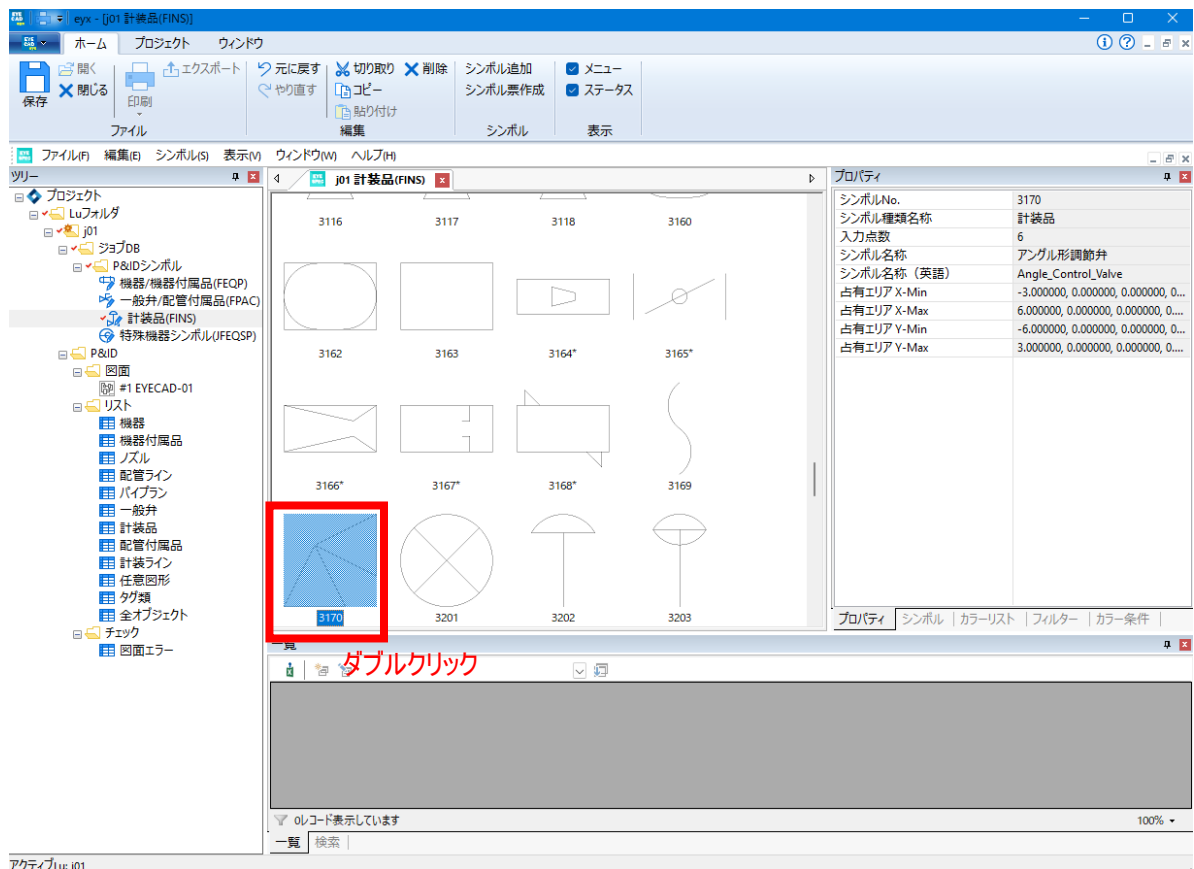 eyx - [j01 計装品(FINS)]
ホーム プロジェクト ウィンドウ
開く エクスポート 元に戻す 切り取り 削除 シンボル追加 メニュー
保存 閉じる 印刷 やり直す コピー シンボル票作成 ステータス
貼り付け
ファイル 編集 シンボル 表示
ファイル(F) 編集(E) シンボル(S) 表示(V) ウィンドウ(W) ヘルプ(H)
ツリー
プロジェクト
Luフォルダ
j01
ジョブDB
P&IDシンボル
機器/機器付属品(FEQP)
一般弁/配管付属品(FPAC)
計装品(FINS)
特殊機器シンボル(JFEQSP)
P&ID
図面
#1 EYECAD-01
リスト
機器
機器付属品
ノズル
配管ライン
パイプラン
一般弁
計装品
配管付属品
計装ライン
任意図形
タグ類
全オブジェクト
チェック
図面エラー
j01 計装品(FINS)
3116 3117 3118 3160
3162 3163 3164* 3165*
3166* 3167* 3168* 3169
3170 3201 3202 3203
ダブルクリック
プロパティ
シンボルNo. 3170
シンボル種類名称 計装品
入力点数 6
シンボル名称 アングル形調節弁
シンボル名称（英語） Angle_Control_Valve
占有エリア X-Min -3.000000, 0.000000, 0.000000, 0...
占有エリア X-Max 6.000000, 0.000000, 0.000000, 0....
占有エリア Y-Min -6.000000, 0.000000, 0.000000, 0...
占有エリア Y-Max 3.000000, 0.000000, 0.000000, 0....
プロパティ シンボル カラーリスト フィルター カラー条件
一覧
0レコード表示しています 100%
一覧 検索
アクティブLu: j01